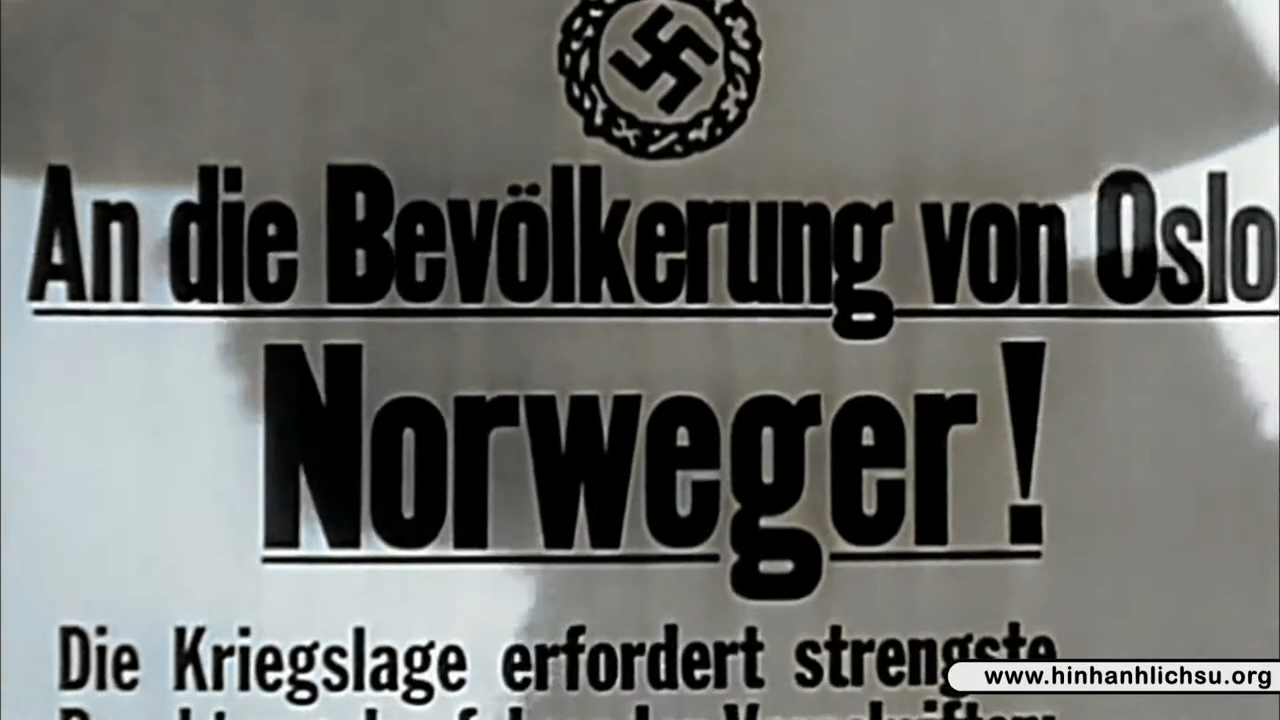 An die Bevölkerung von Oslo
Norweger!
Die Kriegslage erfordert strengste
www.hinhanhlichsu.org